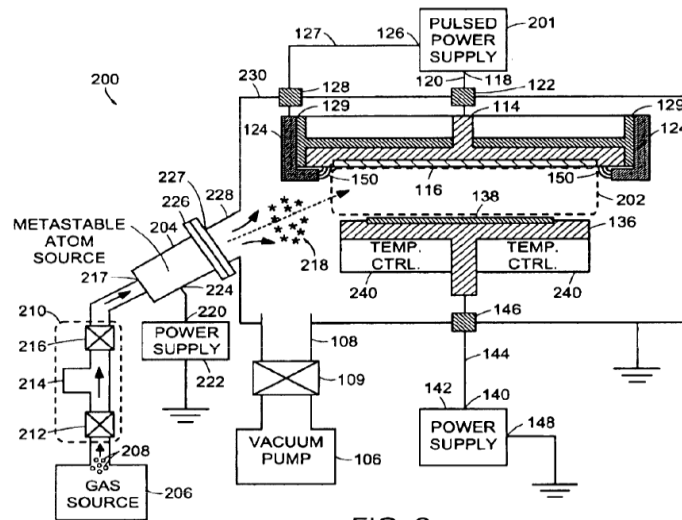 PULSED
POWER
SUPPLY
201
127
126
120
118
128
122
230
200
129
114
129
124
124
150
116
150
202
227
228
226
138
136
METASTABLE
ATOM
SOURCE
204
217
218
TEMP.
CTRL.
TEMP.
CTRL.
224
240
240
210
220
216
POWER
SUPPLY
222
108
146
214
109
144
212
142
140
208
VACUUM
PUMP
106
POWER
SUPPLY
148
GAS
SOURCE
206